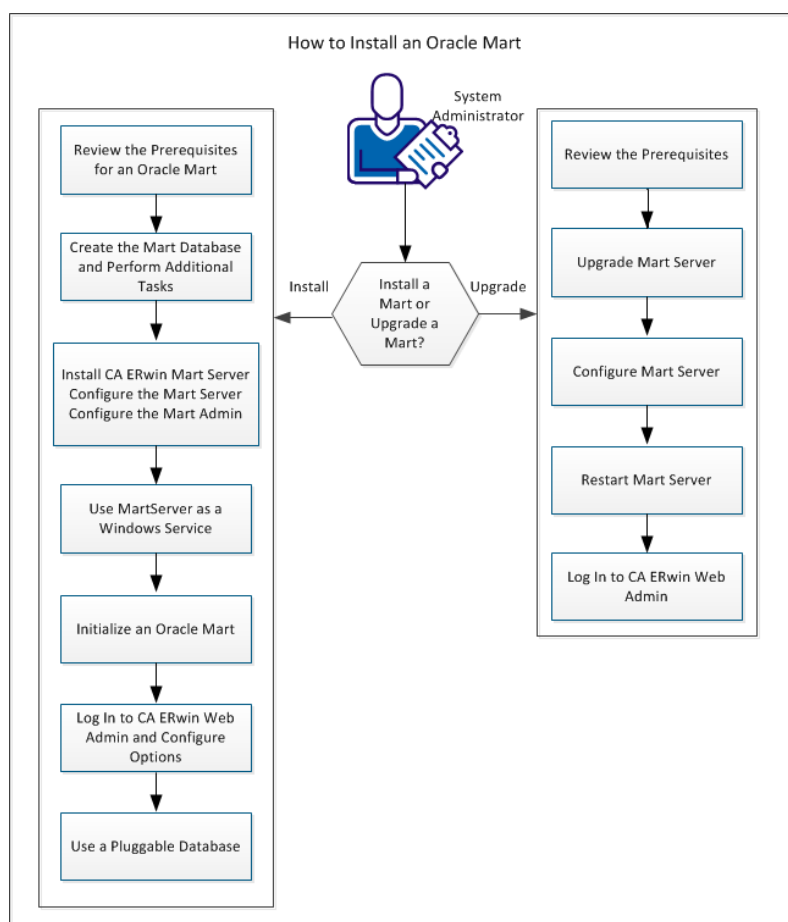 How to Install an Oracle Mart
System
Administrator
Install a
Mart or
Upgrade a
Mart?
Install
Upgrade
Review the Prerequisites
for an Oracle Mart
Create the Mart Database
and Perform Additional
Tasks
Install CA ERwin Mart Server
Configure the Mart Server
Configure the Mart Admin
Use MartServer as a
Windows Service
Initialize an Oracle Mart
Log In to CA ERwin Web
Admin and Configure
Options
Use a Pluggable Database
Review the Prerequisites
Upgrade Mart Server
Configure Mart Server
Restart Mart Server
Log In to CA ERwin Web
Admin